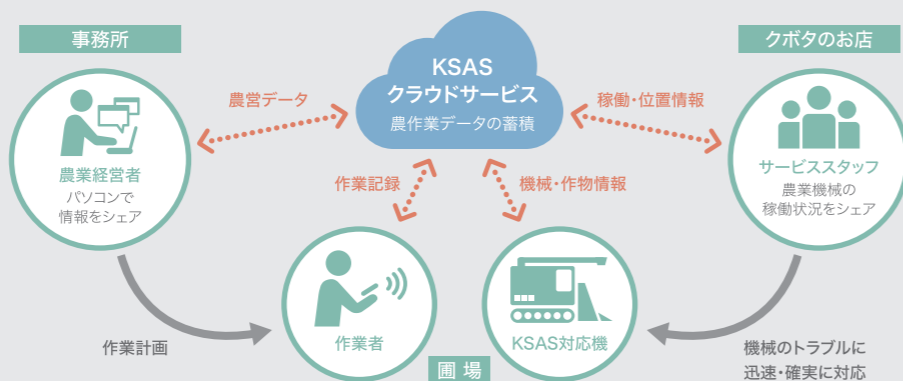 事務所
クボタのお店
KSAS
クラウドサービス
農作業データの蓄積
農営データ
稼働・位置情報
農業経営者
パソコンで
情報をシェア
サービススタッフ
農業機械の
稼働状況をシェア
作業記録
機械・作物情報
作業者
KSAS対応機
作業計画
圃場
機械のトラブルに
迅速・確実に対応